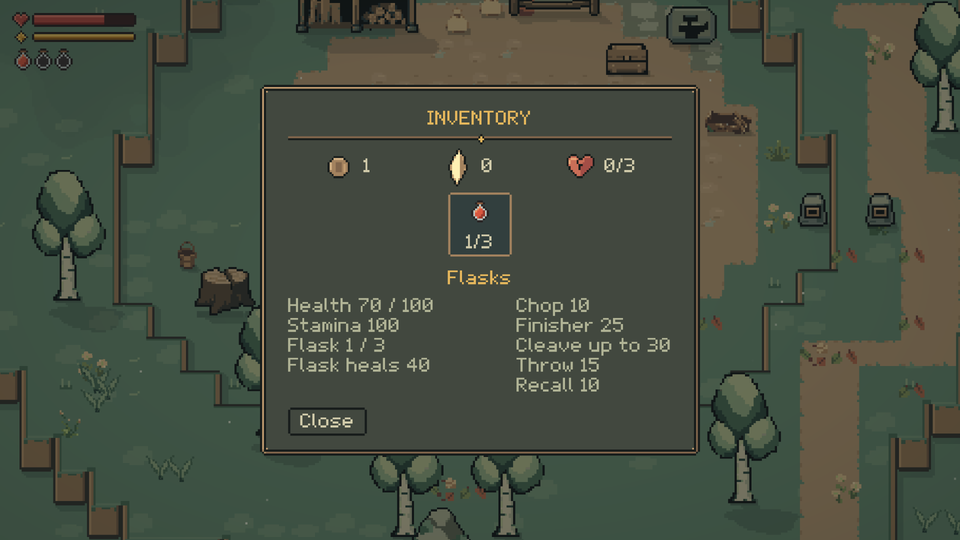 INVENTORY
1
0
0/3
1/3
Flasks
Health 70 / 100
Stamina 100
Flask 1 / 3
Flask heals 40
Chop 10
Finisher 25
Cleave up to 30
Throw 15
Recall 10
Close